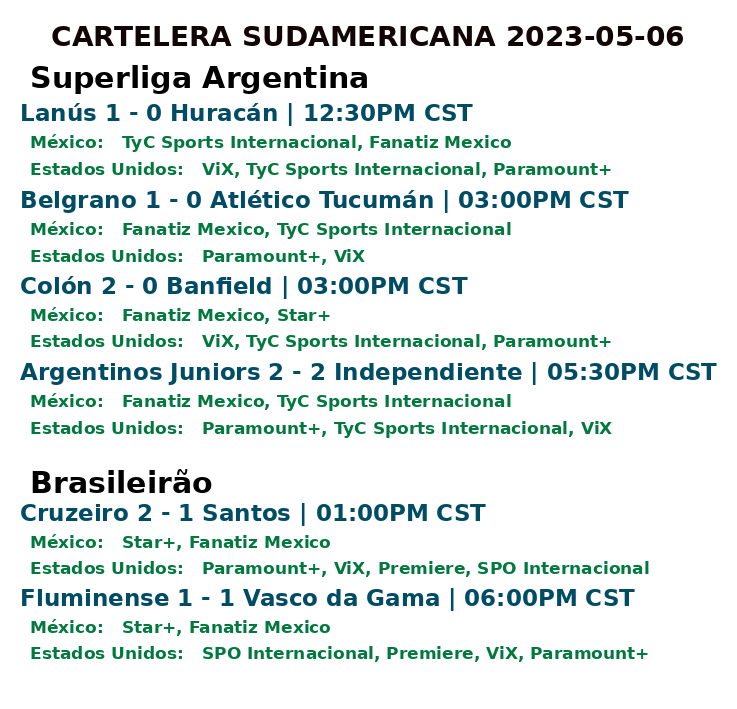 CARTELERA SUDAMERICANA 2023-05-06
Superliga Argentina
Lanús 1 - 0 Huracán | 12:30PM CST
México: TyC Sports Internacional, Fanatiz Mexico
Estados Unidos: ViX, TyC Sports Internacional, Paramount+
Belgrano 1 - 0 Atlético Tucumán | 03:00PM CST
México: Fanatiz Mexico, TyC Sports Internacional
Estados Unidos: Paramount+, ViX
Colón 2 - 0 Banfield | 03:00PM CST
México: Fanatiz Mexico, Star+
Estados Unidos: ViX, TyC Sports Internacional, Paramount+
Argentinos Juniors 2 - 2 Independiente | 05:30PM CST
México: Fanatiz Mexico, TyC Sports Internacional
Estados Unidos: Paramount+, TyC Sports Internacional, ViX
Brasileirão
Cruzeiro 2 - 1 Santos | 01:00PM CST
México: Star+, Fanatiz Mexico
Estados Unidos: Paramount+, ViX, Premiere, SPO Internacional
Fluminense 1 - 1 Vasco da Gama | 06:00PM CST
México: Star+, Fanatiz Mexico
Estados Unidos: SPO Internacional, Premiere, ViX, Paramount+